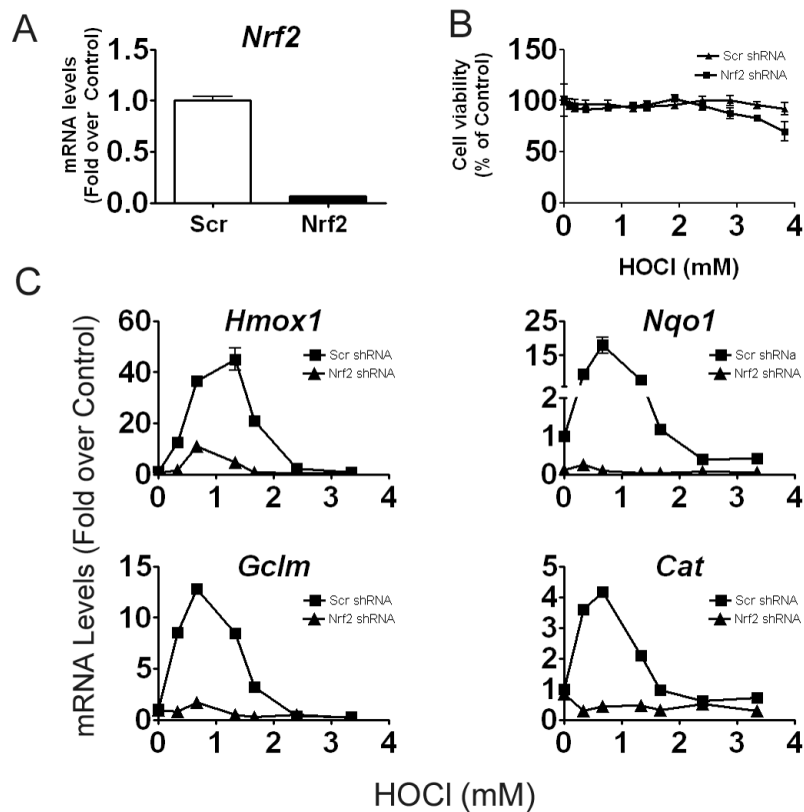 A
Nrf2
mRNA levels
(Fold over Control)
1.5
1.0
0.5
0.0
Scr
Nrf2
B
Cell viability
(% of Control)
150
100
50
0
Scr shRNA
Nrf2 shRNA
0 1 2 3 4
HOCl (mM)
C
mRNA Levels (Fold over Control)
Hmox1
60
40
20
0
Scr shRNA
Nrf2 shRNA
0 1 2 3 4
Nqo1
25
15
5
2
1
0
Scr shRNa
Nrf2 shRNA
0 1 2 3 4
Gclm
15
10
5
0
Scr shRNA
Nrf2 shRNA
0 1 2 3 4
Cat
5
4
3
2
1
0
Scr shRNA
Nrf2 shRNA
0 1 2 3 4
HOCl (mM)